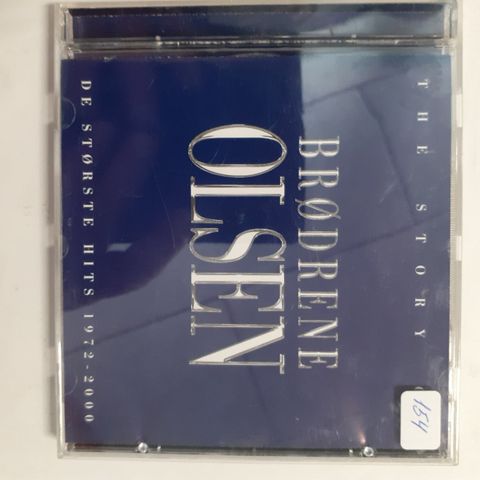 THE STORY
BRØDRENE
OLSEN
DE STØRSTE HITS 1972-2000
154